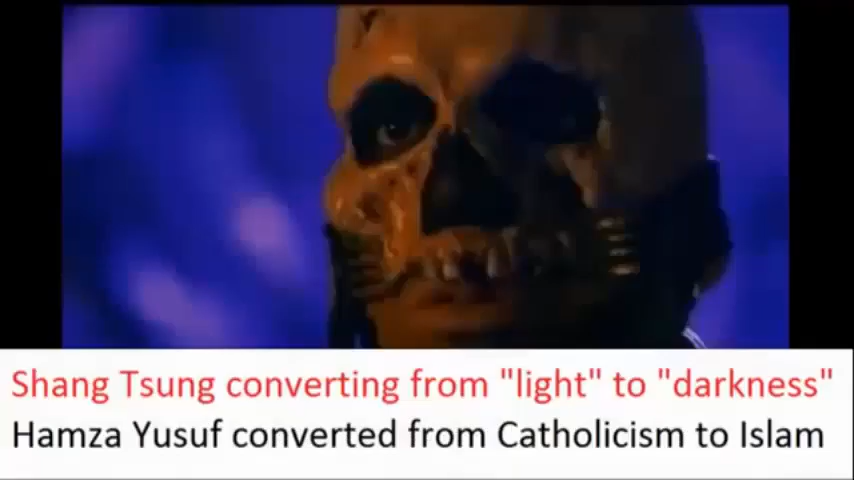 Shang Tsung converting from "light" to "darkness"
Hamza Yusuf converted from Catholicism to Islam